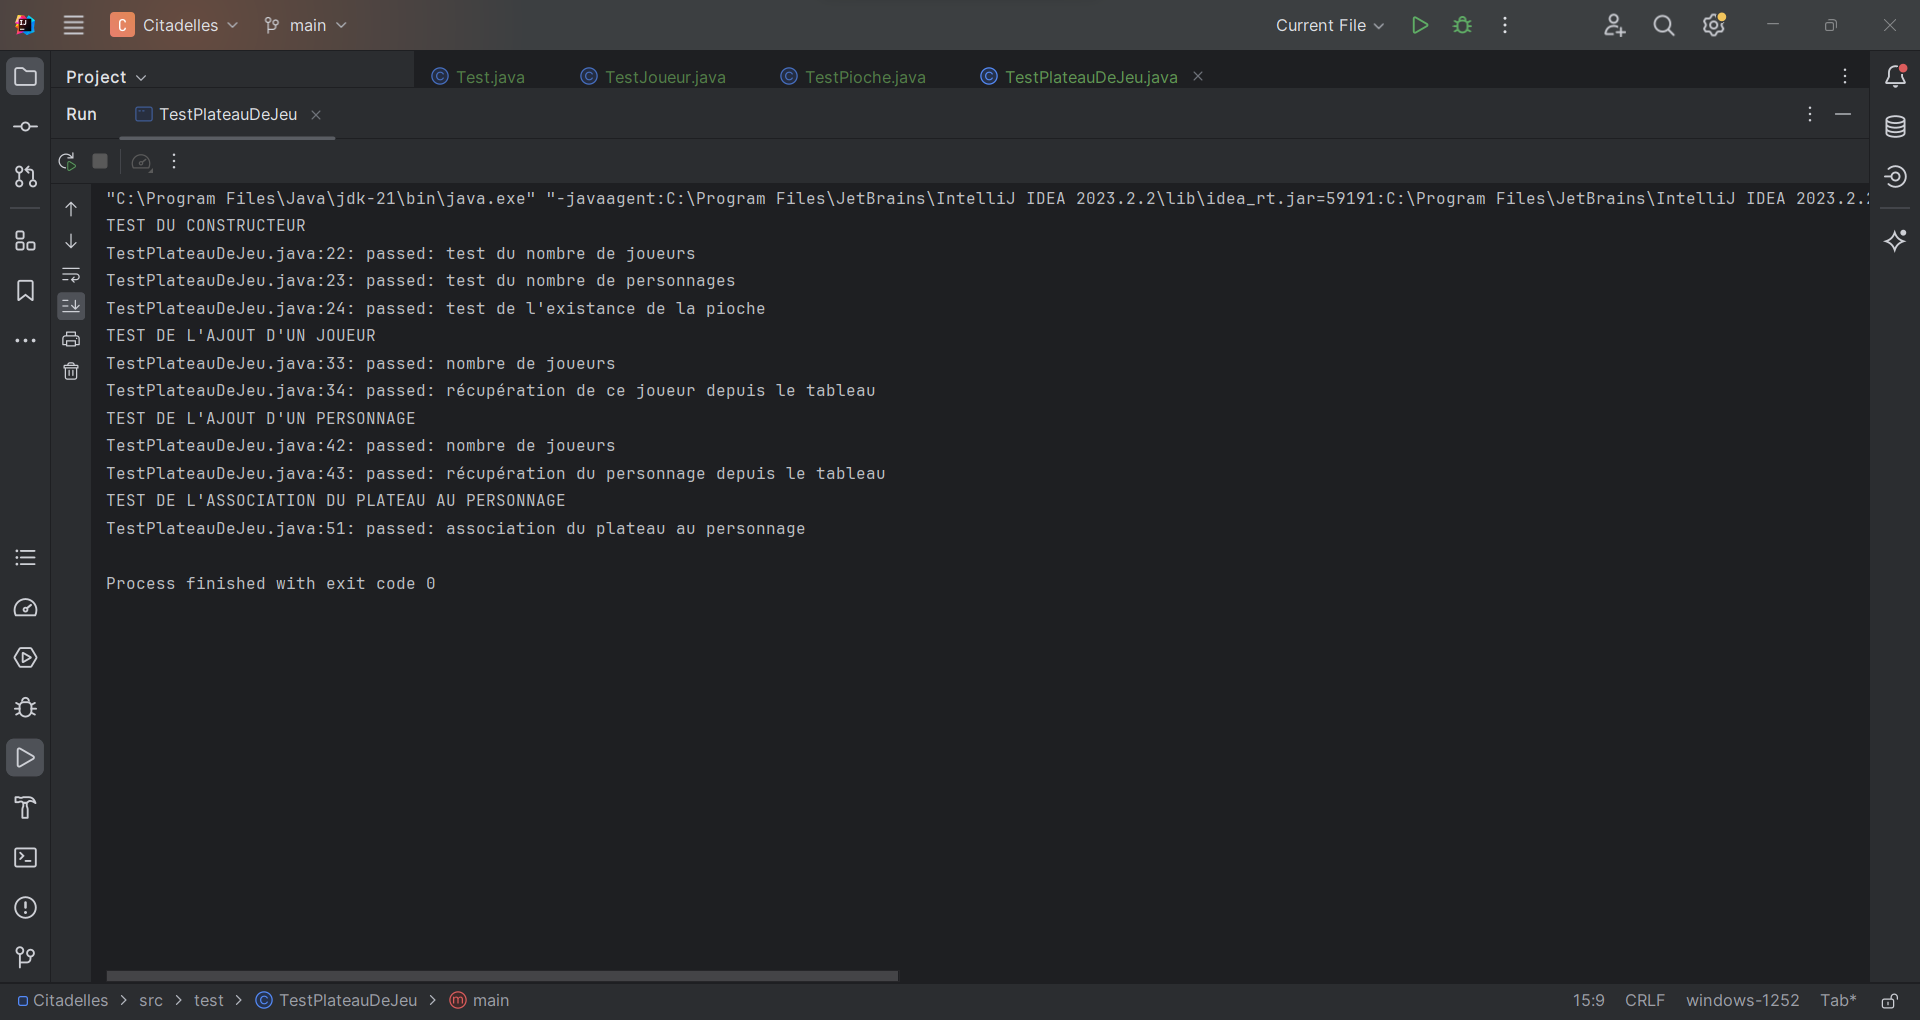 C Citadelles main Current File
Project Test.java TestJoueur.java TestPioche.java TestPlateauDeJeu.java
Run TestPlateauDeJeu
"C:\Program Files\Java\jdk-21\bin\java.exe" "-javaagent:C:\Program Files\JetBrains\IntelliJ IDEA 2023.2.2\lib\idea_rt.jar=59191:C:\Program Files\JetBrains\IntelliJ IDEA 2023.2.
TEST DU CONSTRUCTEUR
TestPlateauDeJeu.java:22: passed: test du nombre de joueurs
TestPlateauDeJeu.java:23: passed: test du nombre de personnages
TestPlateauDeJeu.java:24: passed: test de l'existance de la pioche
TEST DE L'AJOUT D'UN JOUEUR
TestPlateauDeJeu.java:33: passed: nombre de joueurs
TestPlateauDeJeu.java:34: passed: récupération de ce joueur depuis le tableau
TEST DE L'AJOUT D'UN PERSONNAGE
TestPlateauDeJeu.java:42: passed: nombre de joueurs
TestPlateauDeJeu.java:43: passed: récupération du personnage depuis le tableau
TEST DE L'ASSOCIATION DU PLATEAU AU PERSONNAGE
TestPlateauDeJeu.java:51: passed: association du plateau au personnage
Process finished with exit code 0
Citadelles > src > test > TestPlateauDeJeu > main 15:9 CRLF windows-1252 Tab*